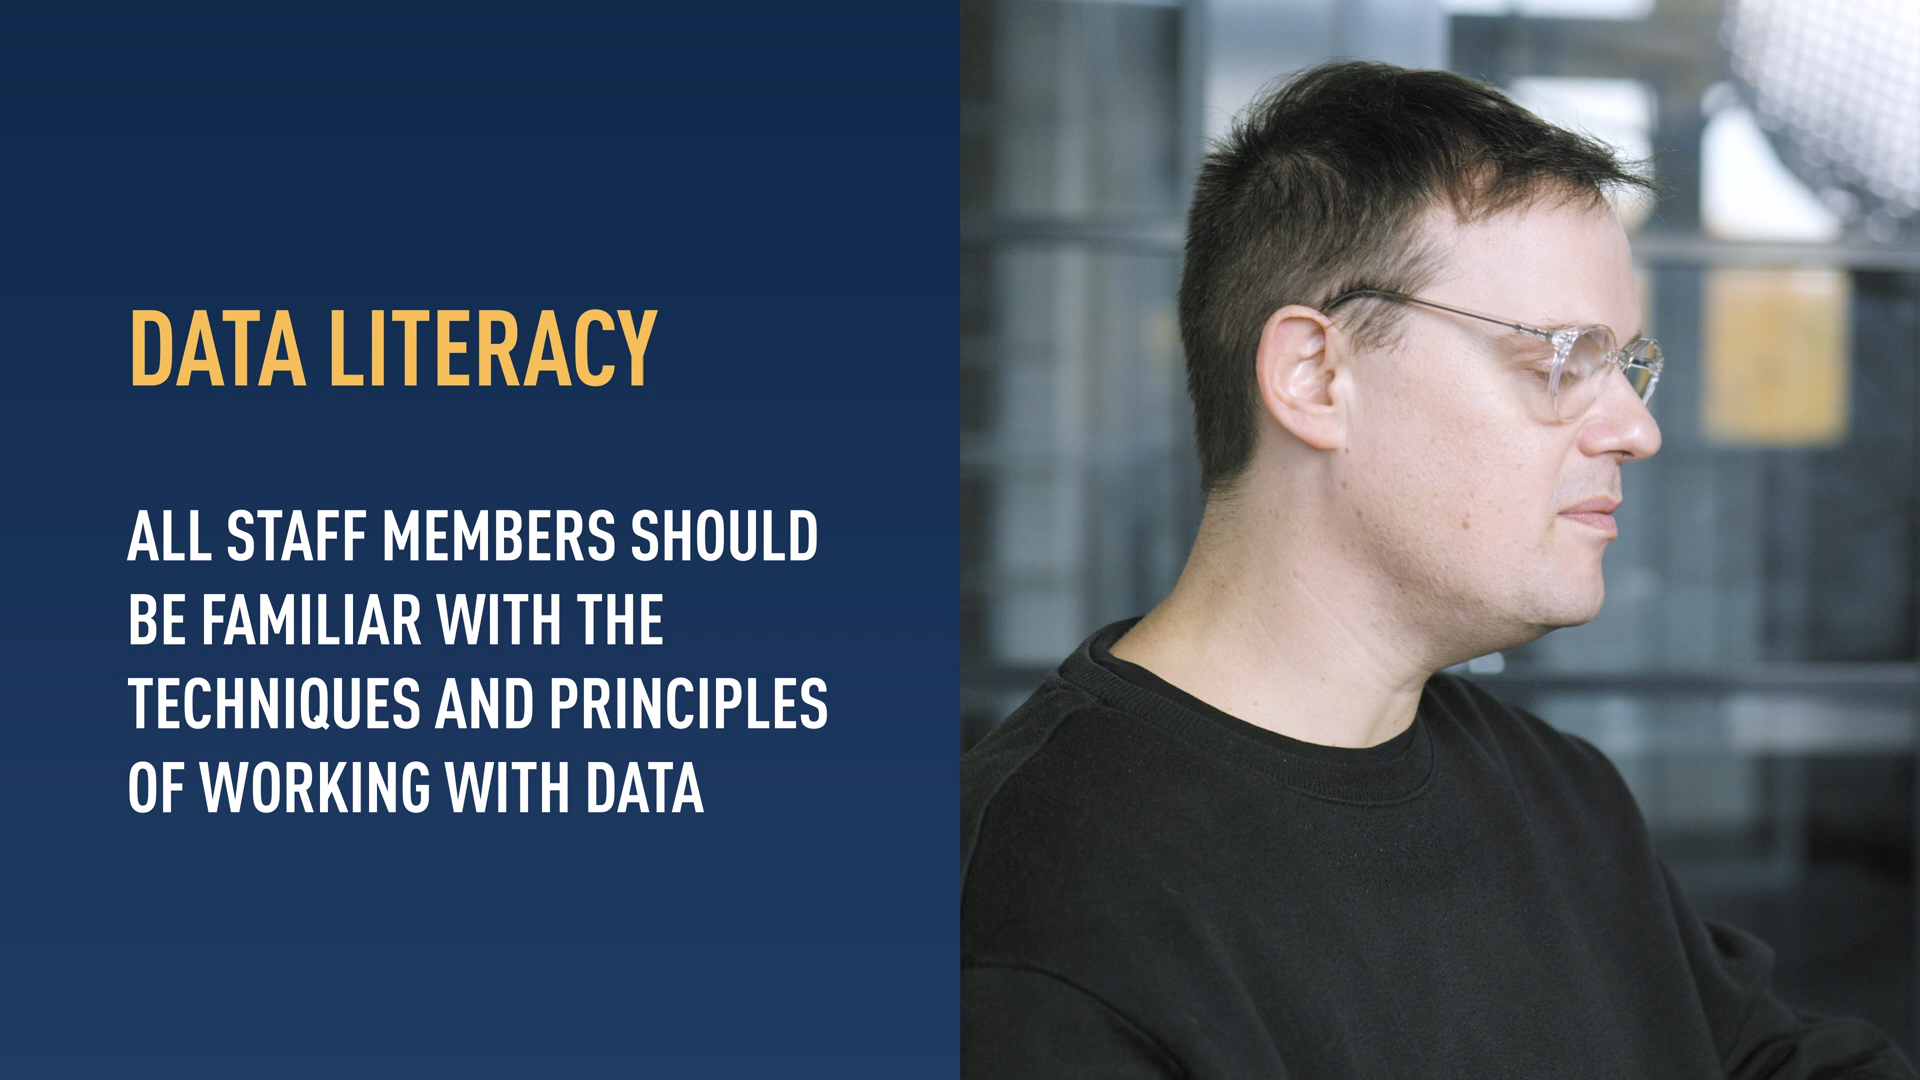 DATA LITERACY
ALL STAFF MEMBERS SHOULD
BE FAMILIAR WITH THE
TECHNIQUES AND PRINCIPLES
OF WORKING WITH DATA